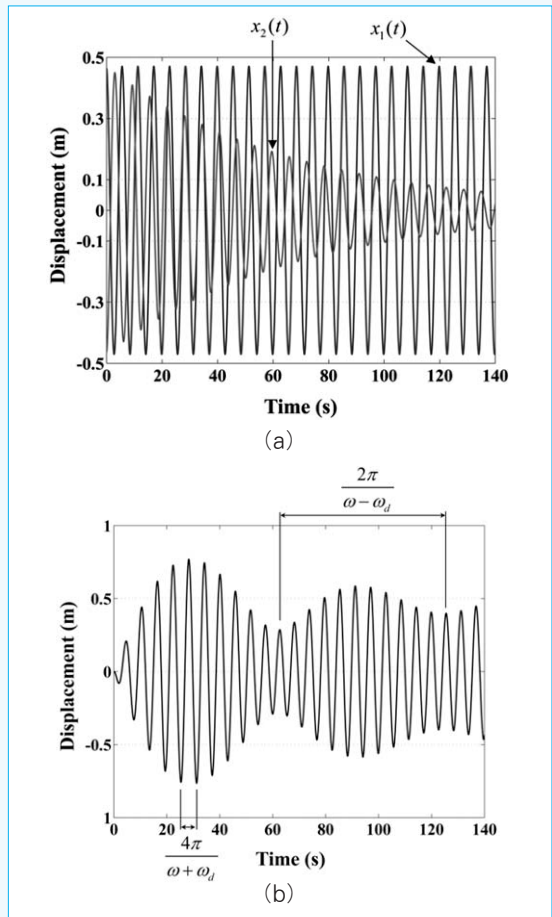 x₂(t) x₁(t)
0.5
0.3
0.1
0
-0.1
-0.3
-0.5
Displacement (m)
0 20 40 60 80 100 120 140
Time (s)
(a)
2π/(ω − ω_d)
1
0.5
0
-0.5
1
Displacement (m)
0 20 40 60 80 100 120 140
4π/(ω + ω_d)
Time (s)
(b)